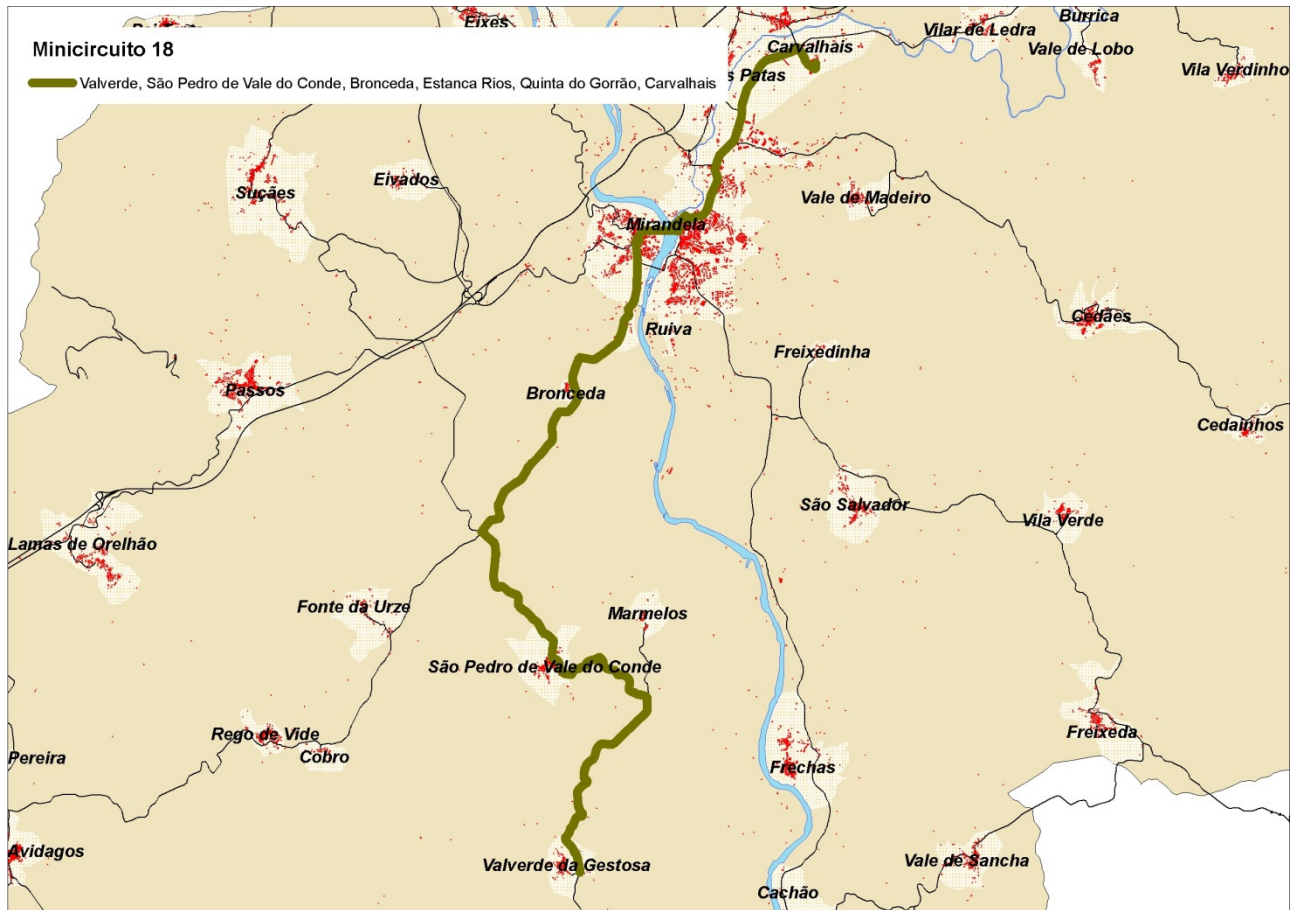 Eixes
Burrica
Vilar de Ledra
Minicircuito 18
Carvalhais
Vale de Lobo
Vila Verdinho
s Patas
Valverde, São Pedro de Vale do Conde, Bronceda, Estanca Rios, Quinta do Gorrão, Carvalhais
Eivados
Suçães
Vale de Madeiro
Mirandela
Cedães
Ruiva
Freixedinha
Passos
Bronceda
Cedainhos
São Salvador
Vila Verde
Lamas de Orelhão
Fonte da Urze
Marmelos
São Pedro de Vale do Conde
Rego de Vide
Freixeda
Pereira
Cobro
Frechas
Avidagos
Valverde da Gestosa
Vale de Sancha
Cachão